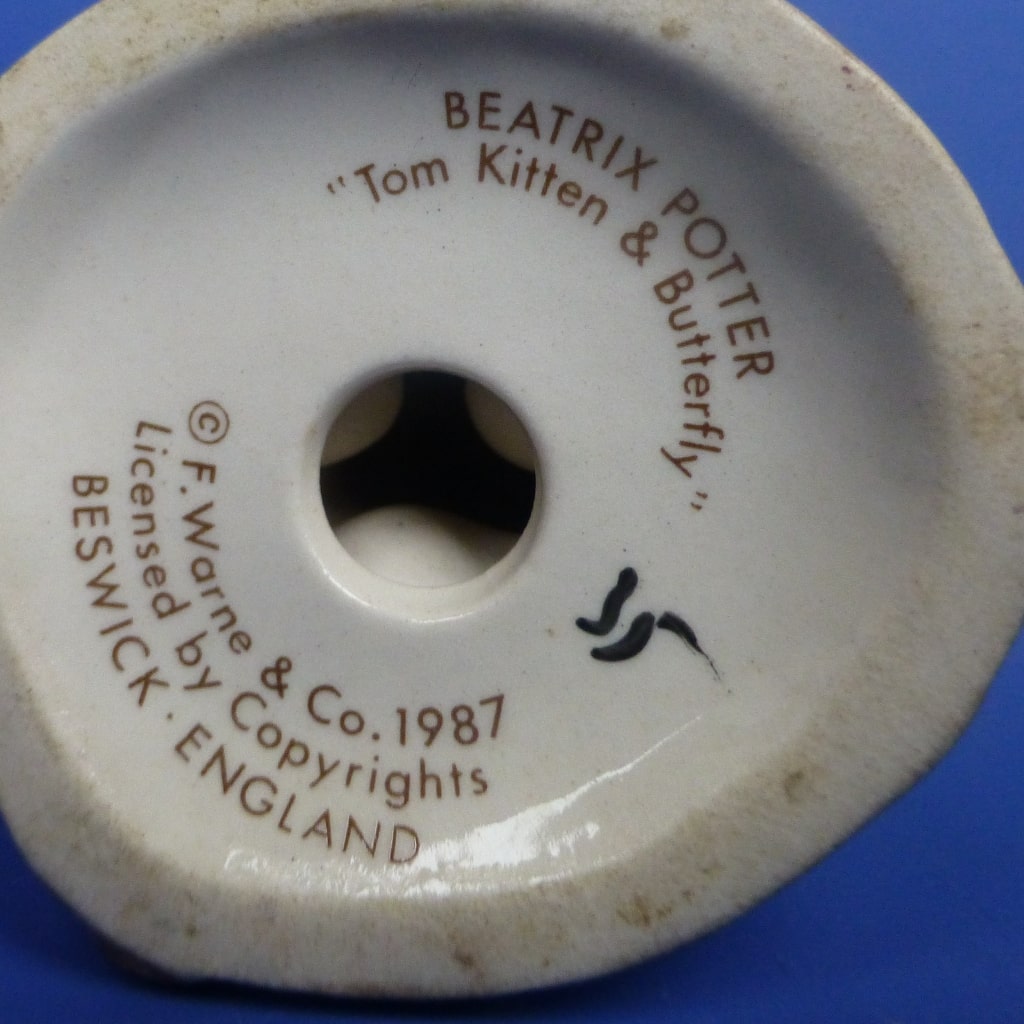 BEATRIX POTTER
"Tom Kitten & Butterfly"
© F. Warne & Co. 1987
Licensed by Copyrights
BESWICK · ENGLAND